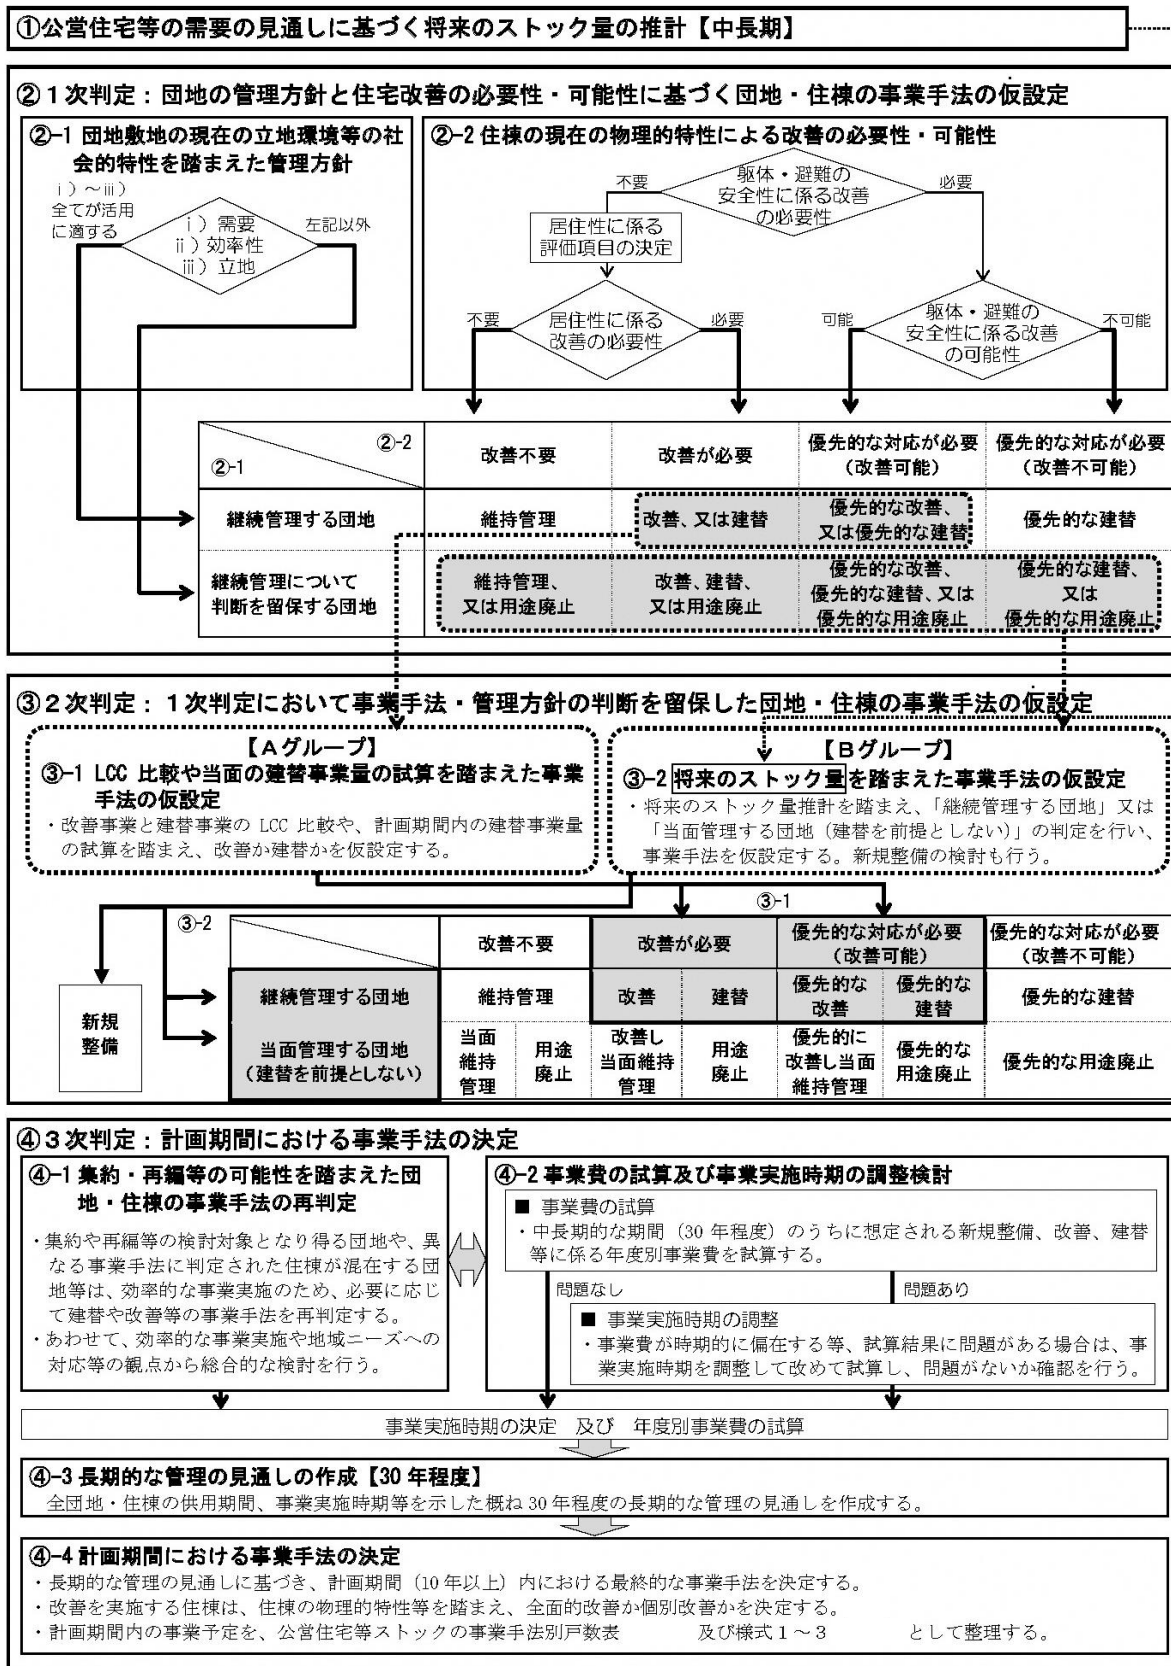 ①公営住宅等の需要の見通しに基づく将来のストック量の推計【中長期】
②１次判定：団地の管理方針と住宅改善の必要性・可能性に基づく団地・住棟の事業手法の仮設定
②-1 団地敷地の現在の立地環境等の社
会的特性を踏まえた管理方針
ⅰ）～ⅲ）
全てが活用
に適する
ⅰ）需要
ⅱ）効率性
ⅲ）立地
左記以外
②-2 住棟の現在の物理的特性による改善の必要性・可能性
不要
躯体・避難の
安全性に係る改善
の必要性
必要
居住性に係る
評価項目の決定
不要
居住性に係る
改善の必要性
必要
可能
躯体・避難の
安全性に係る改善
の可能性
不可能
②-2
②-1
改善不要
改善が必要
優先的な対応が必要
（改善可能）
優先的な対応が必要
（改善不可能）
継続管理する団地
維持管理
改善、又は建替
優先的な改善、
又は優先的な建替
優先的な建替
継続管理について
判断を留保する団地
維持管理、
又は用途廃止
改善、建替、
又は用途廃止
優先的な改善、
優先的な建替、又は
優先的な用途廃止
優先的な建替、
又は
優先的な用途廃止
③２次判定：１次判定において事業手法・管理方針の判断を留保した団地・住棟の事業手法の仮設定
【Ａグループ】
③-1 LCC 比較や当面の建替事業量の試算を踏まえた事業
手法の仮設定
・改善事業と建替事業の LCC 比較や、計画期間内の建替事業量
の試算を踏まえ、改善か建替かを仮設定する。
【Ｂグループ】
③-2 将来のストック量を踏まえた事業手法の仮設定
・将来のストック量推計を踏まえ、「継続管理する団地」又は
「当面管理する団地（建替を前提としない）」の判定を行い、
事業手法を仮設定する。新規整備の検討も行う。
③-1
③-2
新規
整備
改善不要
改善が必要
優先的な対応が必要
（改善可能）
優先的な対応が必要
（改善不可能）
継続管理する団地
維持管理
改善
建替
優先的な
改善
優先的な
建替
優先的な建替
当面管理する団地
（建替を前提としない）
当面
維持
管理
用途
廃止
改善し
当面維持
管理
用途
廃止
優先的に
改善し当面
維持管理
優先的な
用途廃止
優先的な用途廃止
④３次判定：計画期間における事業手法の決定
④-1 集約・再編等の可能性を踏まえた団
地・住棟の事業手法の再判定
・集約や再編等の検討対象となり得る団地や、異
なる事業手法に判定された住棟が混在する団
地等は、効率的な事業実施のため、必要に応じ
て建替や改善等の事業手法を再判定する。
・あわせて、効率的な事業実施や地域ニーズへの
対応等の観点から総合的な検討を行う。
④-2 事業費の試算及び事業実施時期の調整検討
■ 事業費の試算
・中長期的な期間（30 年程度）のうちに想定される新規整備、改善、建替
等に係る年度別事業費を試算する。
問題なし
問題あり
■ 事業実施時期の調整
・事業費が時期的に偏在する等、試算結果に問題がある場合は、事
業実施時期を調整して改めて試算し、問題がないか確認を行う。
事業実施時期の決定 及び 年度別事業費の試算
④-3 長期的な管理の見通しの作成【30 年程度】
全団地・住棟の供用期間、事業実施時期等を示した概ね 30 年程度の長期的な管理の見通しを作成する。
④-4 計画期間における事業手法の決定
・長期的な管理の見通しに基づき、計画期間（10 年以上）内における最終的な事業手法を決定する。
・改善を実施する住棟は、住棟の物理的特性等を踏まえ、全面的改善か個別改善かを決定する。
・計画期間内の事業予定を、公営住宅等ストックの事業手法別戸数表 及び様式１～３ として整理する。